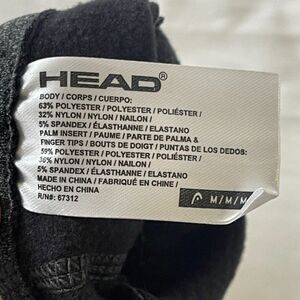 HEAD®
BODY / CORPS / CUERPO:
63% POLYESTER / POLYESTER / POLIÉSTER /
32% NYLON / NYLON / NAILON /
5% SPANDEX / ÉLASTHANNE / ELASTANO
PALM INSERT / PAUME / PARTE DE PALMA &
FINGER TIPS / BOUTS DE DOIGT / PUNTAS DE LOS DEDOS:
59% POLYESTER / POLYESTER / POLIÉSTER /
36% NYLON / NYLON / NAILON /
5% SPANDEX / ÉLASTHANNE / ELASTANO
MADE IN CHINA / FABRIQUÉ EN CHINE /
HECHO EN CHINA
R/N#: 67312
M/M/M